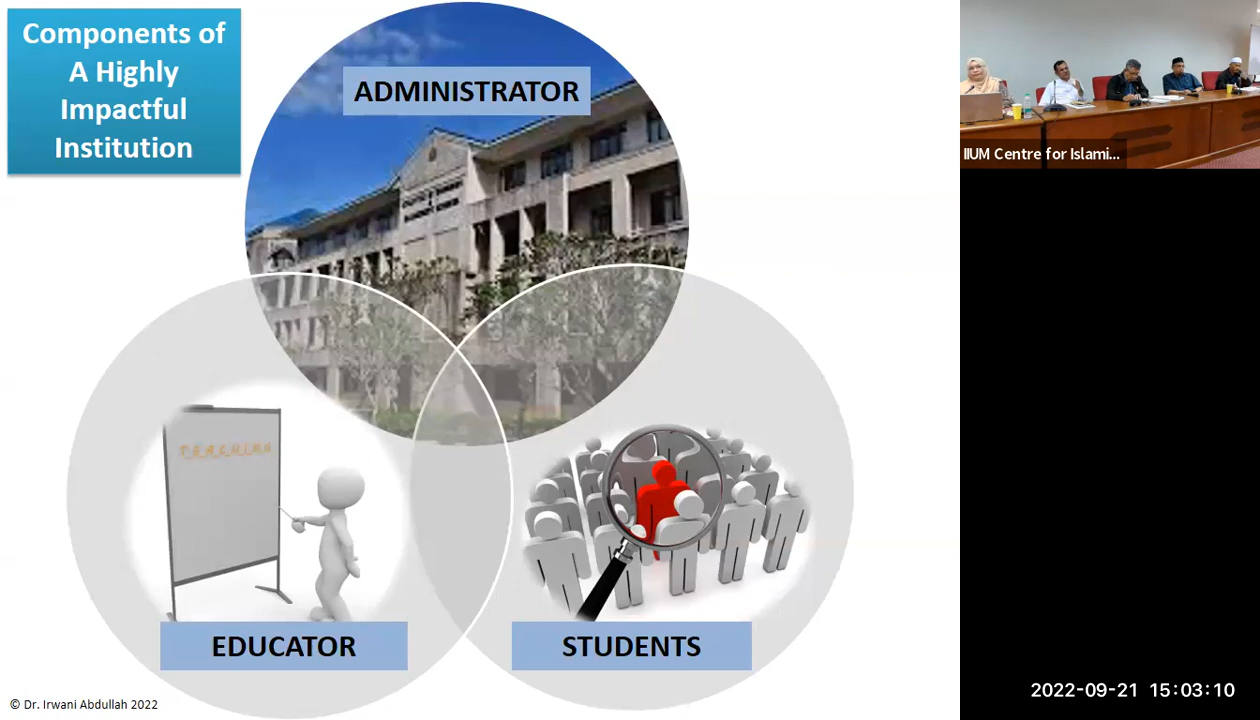 Components of
A Highly
Impactful
Institution
ADMINISTRATOR
TEACHING
EDUCATOR
STUDENTS
© Dr. Irwani Abdullah 2022
IIUM Centre for Islami...
2022-09-21 15:03:10